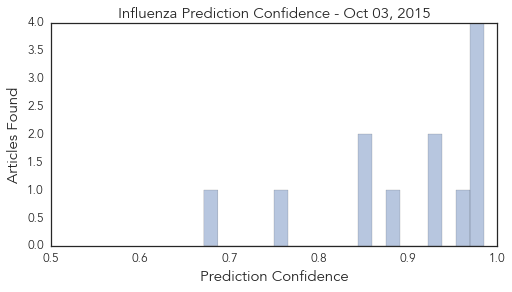 Influenza Prediction Confidence - Oct 03, 2015
4.0
3.5
3.0
2.5
2.0
1.5
1.0
0.5
0.0
Articles Found
0.5 0.6 0.7 0.8 0.9 1.0
Prediction Confidence